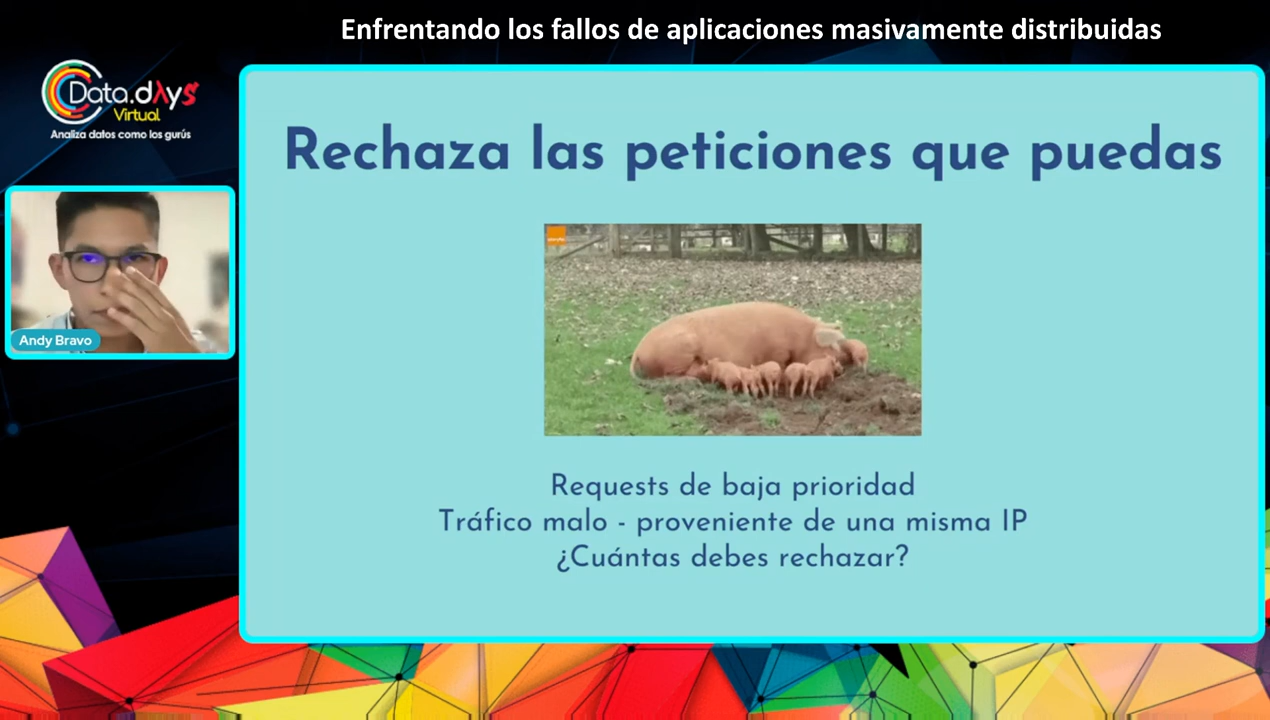 Enfrentando los fallos de aplicaciones masivamente distribuidas
Data.dAys
Virtual
Analiza datos como los gurús
Rechaza las peticiones que puedas
Andy Bravo
Requests de baja prioridad
Tráfico malo - proveniente de una misma IP
¿Cuántas debes rechazar?